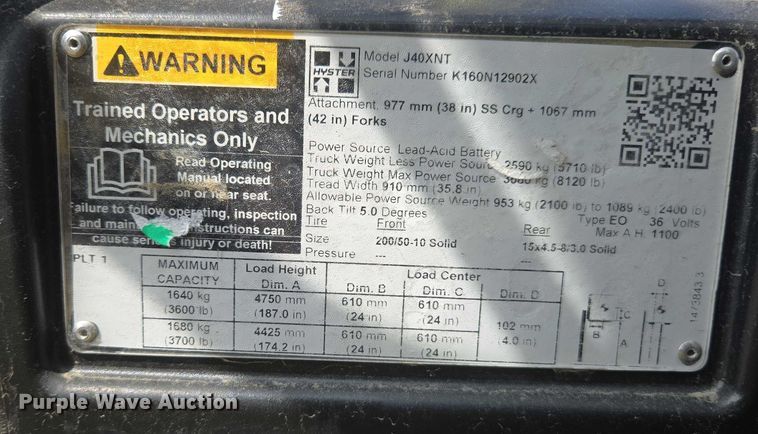 WARNING
Trained Operators and
Mechanics Only
Read Operating
Manual located
on or near seat.
Failure to follow operating, inspection
and instructions can
cause injury or death!
HYSTER
Model J40XNT
Serial Number K160N12902X
Attachment 977 mm (38 in) SS Crg + 1067 mm
(42 in) Forks
Power Source Lead-Acid Battery
Truck Weight Less Power Source 2590 kg (5710 lb)
Truck Weight Max Power Source 3680 kg (8120 lb)
Tread Width 910 mm (35.8 in)
Allowable Power Source Weight 953 kg (2100 lb) to 1089 kg (2400 lb)
Back Tilt 5.0 Degrees Type EO 36 Volts
Tire Front Rear Max A.H. 1100
Size 200/50-10 Solid 15x4.5-8/3.0 Solid
Pressure --- ---
PLT 1
MAXIMUM CAPACITY Load Height Load Center
Dim. A Dim. B Dim. C Dim. D
1640 kg 4750 mm 610 mm 610 mm
(3600 lb) (187.0 in) (24 in) (24 in)
1680 kg 4425 mm 610 mm 610 mm 102 mm
(3700 lb) (174.2 in) (24 in) (24 in) (4.0 in)
D
C
B
A
Purple Wave Auction